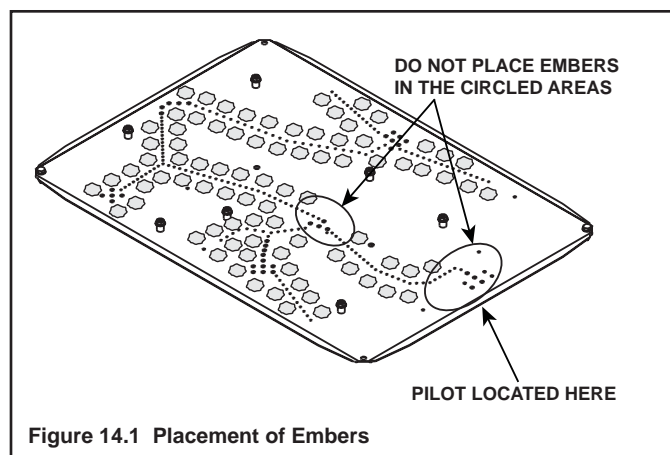 DO NOT PLACE EMBERS
IN THE CIRCLED AREAS
PILOT LOCATED HERE
Figure 14.1 Placement of Embers